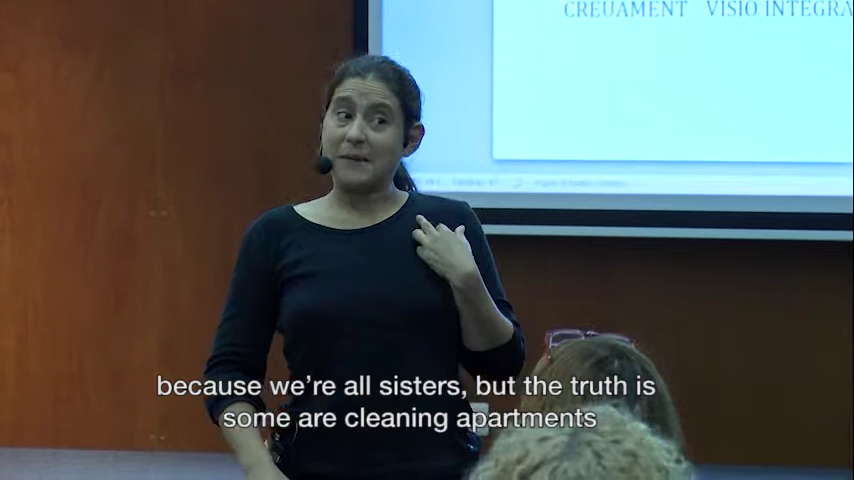 CREUAMENT VISIO INTEGRA
because we're all sisters, but the truth is
some are cleaning apartments